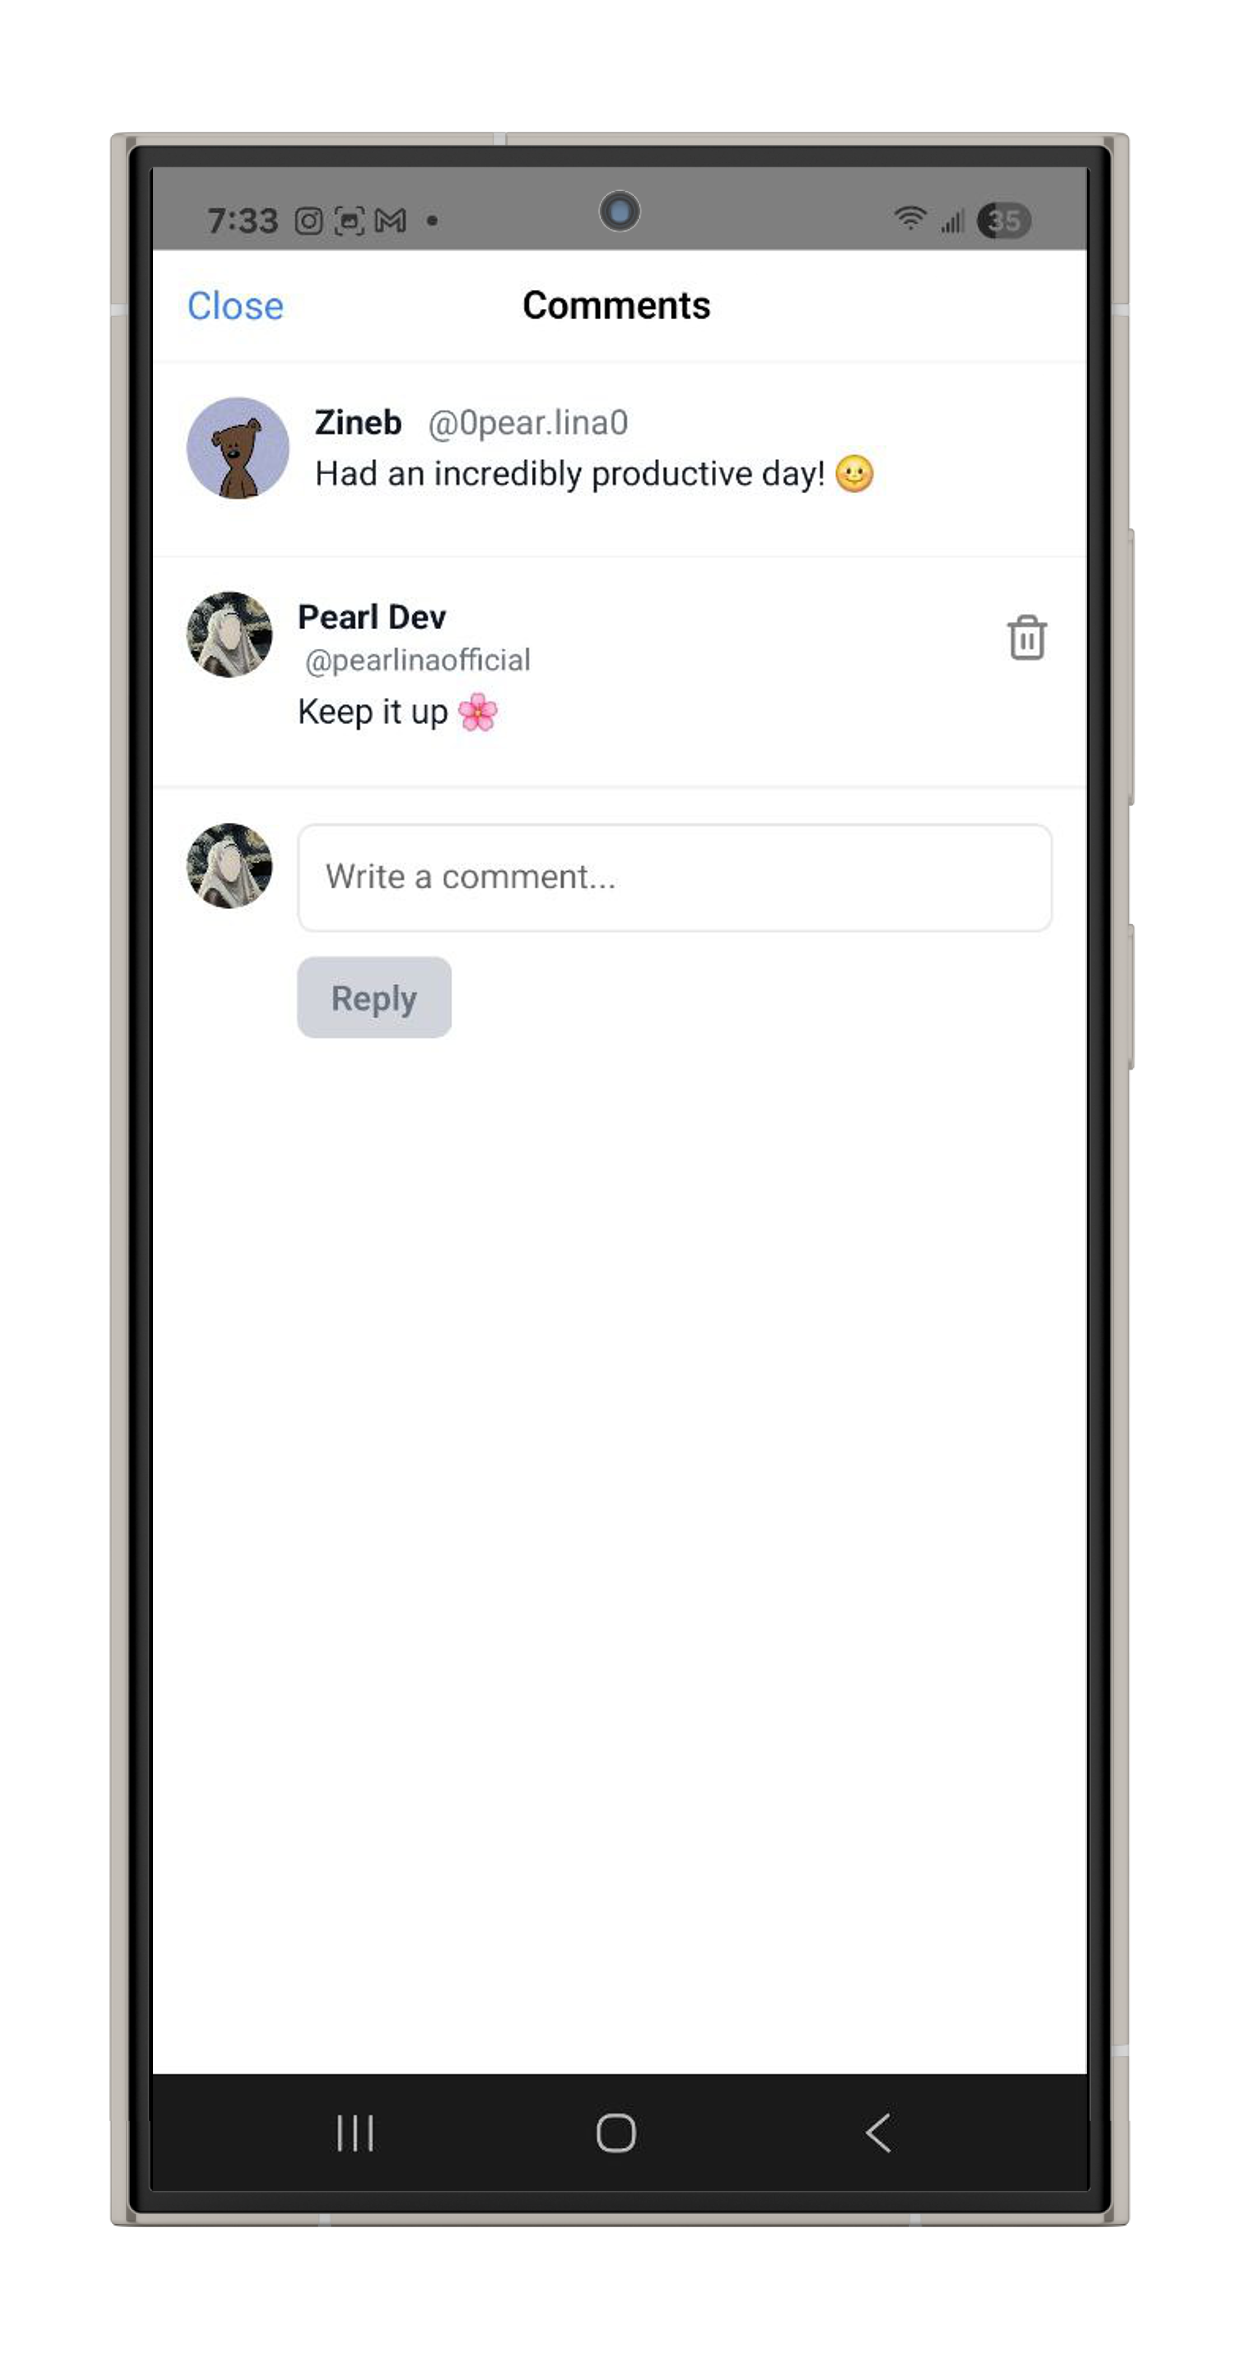 7:33 35
Close Comments
Zineb @0pear.lina0
Had an incredibly productive day! 🌝
Pearl Dev
@pearlinaofficial
Keep it up 🌸
Write a comment...
Reply